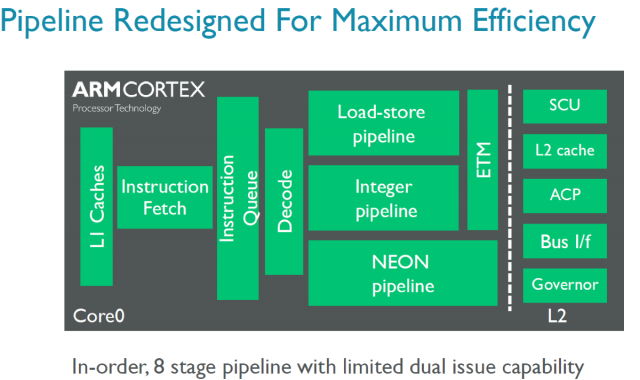 Pipeline Redesigned For Maximum Efficiency
ARMCORTEX
Processor Technology
L1 Caches
Instruction
Fetch
Instruction
Queue
Decode
Load-store
pipeline
Integer
pipeline
NEON
pipeline
ETM
SCU
L2 cache
ACP
Bus I/f
Governor
Core0
L2
In-order, 8 stage pipeline with limited dual issue capability